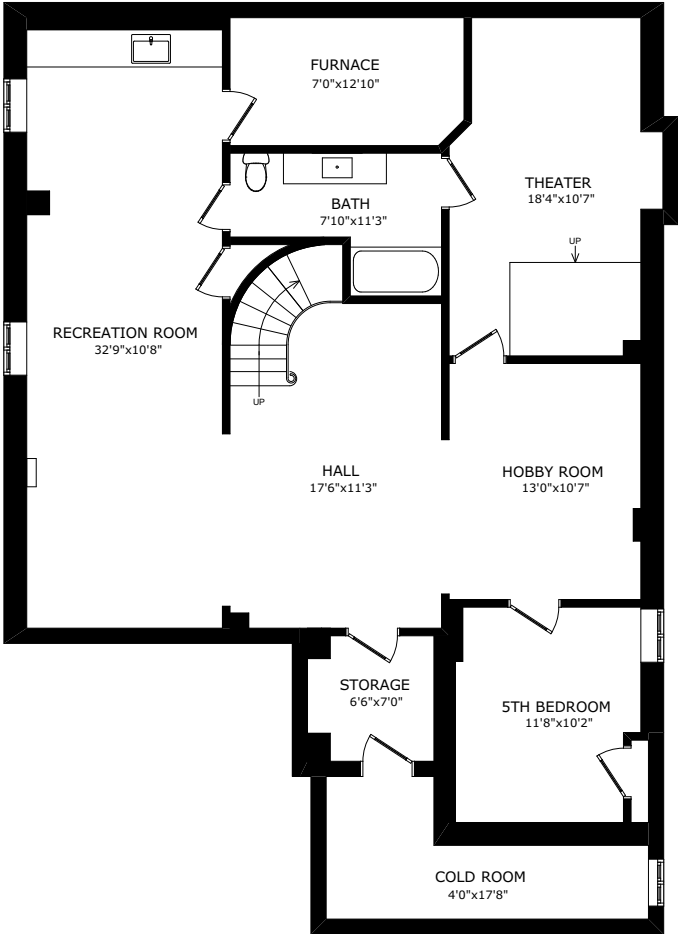 FURNACE
7'0"x12'10"
THEATER
18'4"x10'7"
BATH
7'10"x11'3"
UP
RECREATION ROOM
32'9"x10'8"
UP
HALL
17'6"x11'3"
HOBBY ROOM
13'0"x10'7"
STORAGE
6'6"x7'0"
5TH BEDROOM
11'8"x10'2"
COLD ROOM
4'0"x17'8"